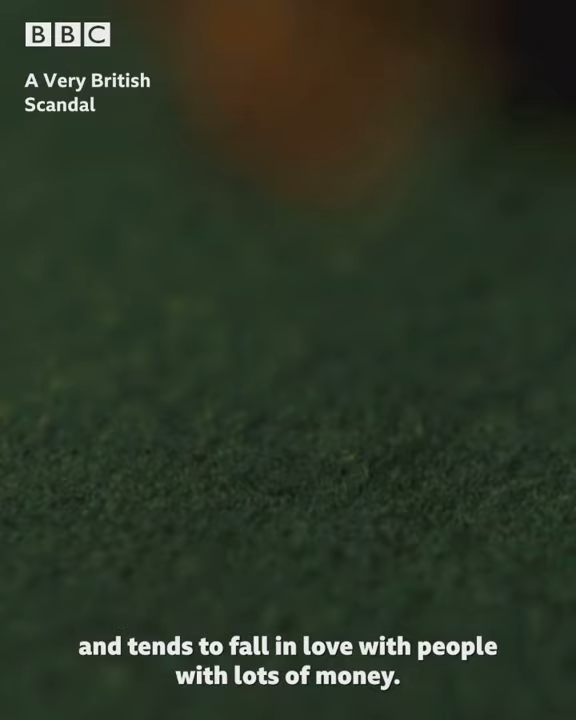 BBC
A Very British
Scandal
and tends to fall in love with people
with lots of money.